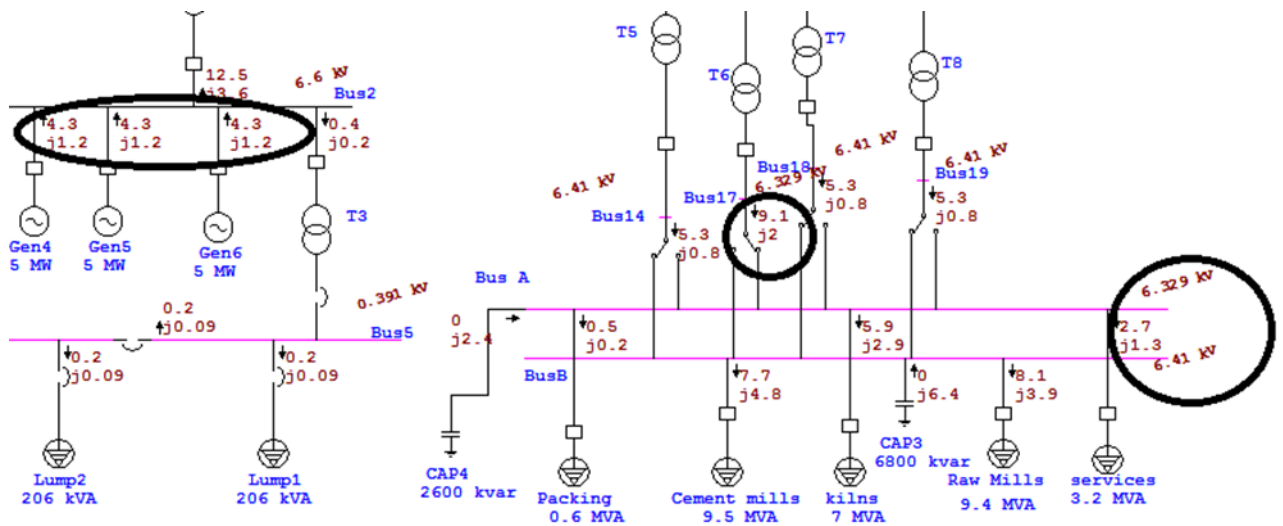 12.5
j3.6
6.6 kV
Bus2
4.3
j1.2
4.3
j1.2
4.3
j1.2
0.4
j0.2
Gen4
5 MW
Gen5
5 MW
Gen6
5 MW
T3
0.2
j0.09
0.391 kV
Bus5
0.2
j0.09
0.2
j0.09
Lump2
206 kVA
Lump1
206 kVA
T5
T6
T7
T8
6.41 kV
Bus14
5.3
j0.8
Bus17
6.329 kV
9.1
j2
Bus18
6.41 kV
5.3
j0.8
6.41 kV
Bus19
5.3
j0.8
Bus A
0
j2.4
0.5
j0.2
5.9
j2.9
6.329 kV
2.7
j1.3
6.41 kV
BusB
7.7
j4.8
0
j6.4
8.1
j3.9
CAP4
2600 kvar
Packing
0.6 MVA
Cement mills
9.5 MVA
kilns
7 MVA
CAP3
6800 kvar
Raw Mills
9.4 MVA
services
3.2 MVA